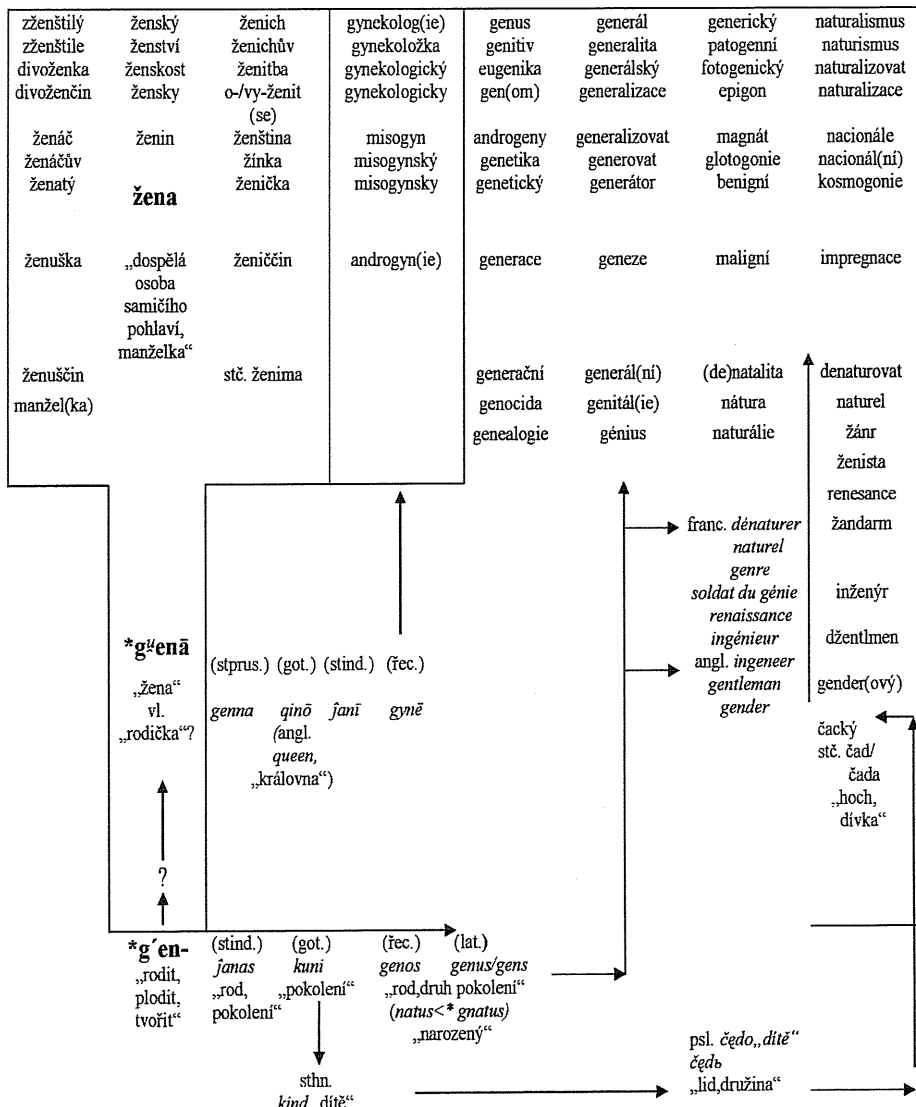 zženštilý ženský ženich gynekolog(ie) genus generál generický naturalismus
zženštile ženství ženichův gynekoložka genitiv generalita patogenní naturismus
divoženka ženskost ženitba gynekologický eugenika generálský fotogenický naturalizovat
divoženčin žensky o-/vy-ženit gynekologicky gen(om) generalizace epigon naturalizace
(se)
ženáč ženin ženština misogyn androgeny generalizovat magnát nacionále
ženáčův žínka misogynský genetika generovat glotogonie nacionál(ní)
ženatý žena ženička misogynsky genetický generátor benigní kosmogonie
ženuška „dospělá ženiččin androgyn(ie) generace geneze maligní impregnace
osoba
samičího
pohlaví,
manželka“
ženuščin stč. ženima generační generál(ní) (de)natalita denaturovat
manžel(ka) genocida genitál(ie) nátura naturel
genealogie génius naturálie žánr
ženista
renesance
franc. dénaturer žandarm
naturel
genre
soldat du génie inženýr
renaissance
ingénieur džentlmen
angl. ingeneer
gentleman gender(ový)
gender
*gu̯enā (stprus.) (got.) (stind.) (řec.)
„žena“ genna qinō ĵanī gynē
vl. (angl.
„rodička“? queen,
„královna“)
čacký
stč. čad/
čada
„hoch,
dívka“
?
*g´en- (stind.) (got.) (řec.) (lat.)
„rodit, ĵanas kuni genos genus/gens
plodit, „rod, „pokolení“ „rod,druh pokolení“
tvořit“ pokolení“ (natus<* gnatus)
„narozený“
psl. čędo„dítě“
čędь
sthn. „lid,družina“
kind „dítě“